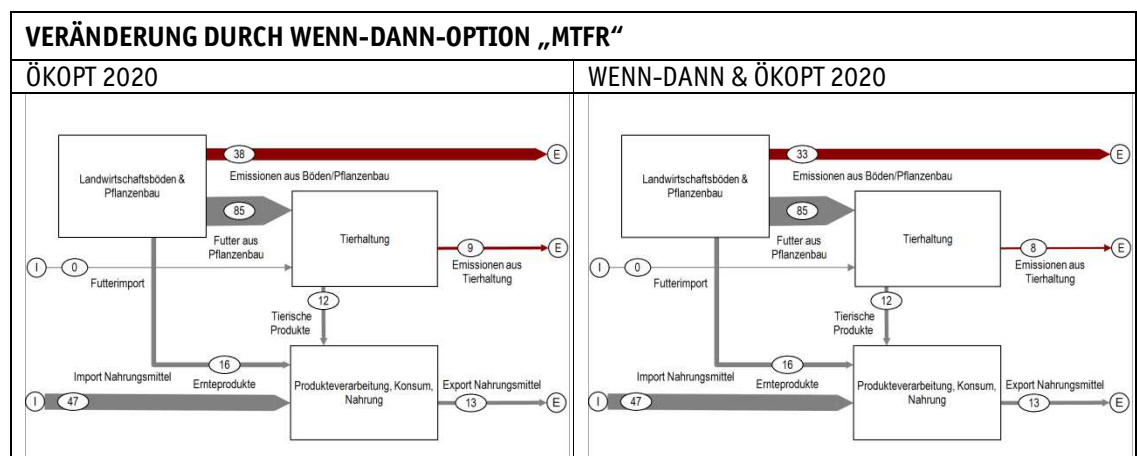 VERÄNDERUNG DURCH WENN-DANN-OPTION „MTFR“
ÖKOPT 2020
WENN-DANN & ÖKOPT 2020
38
E
Landwirtschaftsböden &
Pflanzenbau
Emissionen aus Böden/Pflanzenbau
85
Futter aus
Pflanzenbau
Tierhaltung
9
E
Emissionen aus
Tierhaltung
I
0
Futterimport
12
Tierische
Produkte
16
Import Nahrungsmittel
Ernteprodukte
Produkteverarbeitung, Konsum,
Nahrung
Export Nahrungsmittel
I
47
13
E
33
E
Landwirtschaftsböden &
Pflanzenbau
Emissionen aus Böden/Pflanzenbau
85
Futter aus
Pflanzenbau
Tierhaltung
8
E
Emissionen aus
Tierhaltung
I
0
Futterimport
12
Tierische
Produkte
16
Import Nahrungsmittel
Ernteprodukte
Produkteverarbeitung, Konsum,
Nahrung
Export Nahrungsmittel
I
47
13
E